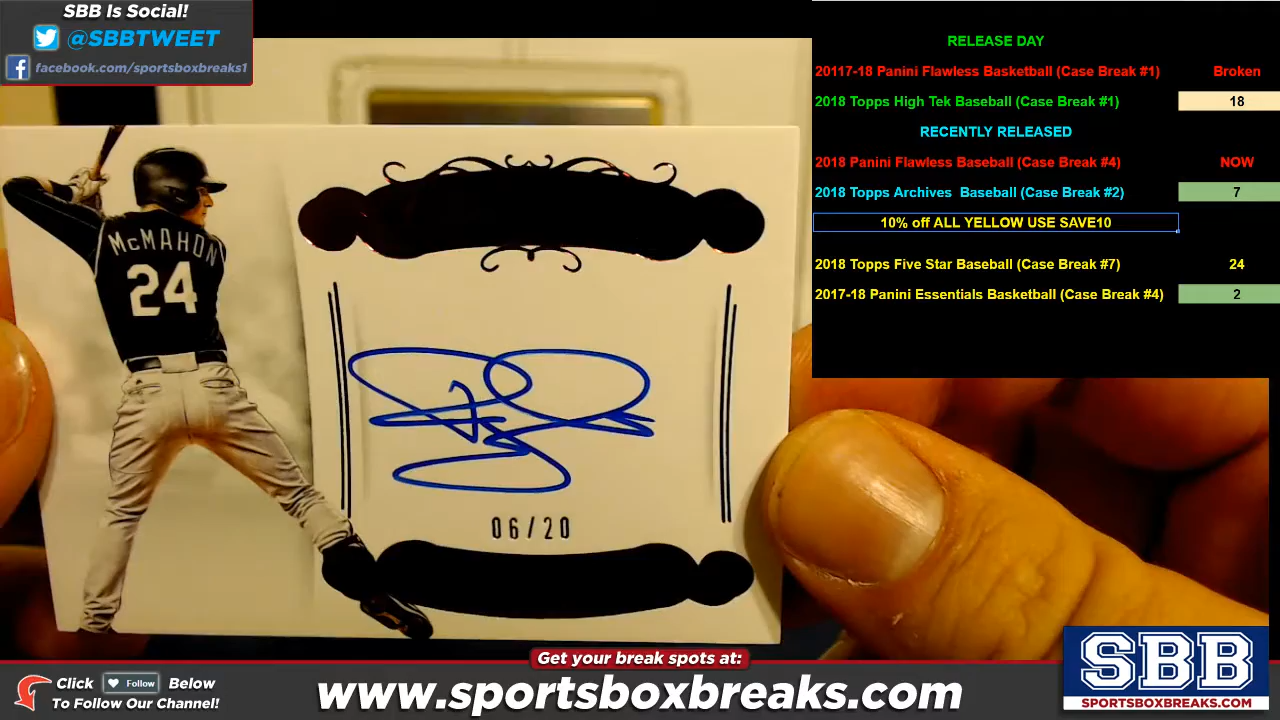 SBB Is Social!
@SBBTWEET
facebook.com/sportsboxbreaks1
RELEASE DAY
20117-18 Panini Flawless Basketball (Case Break #1) Broken
2018 Topps High Tek Baseball (Case Break #1) 18
RECENTLY RELEASED
2018 Panini Flawless Baseball (Case Break #4) NOW
2018 Topps Archives  Baseball (Case Break #2) 7
10% off ALL YELLOW USE SAVE10
2018 Topps Five Star Baseball (Case Break #7) 24
2017-18 Panini Essentials Basketball (Case Break #4) 2
McMAHON
24
06/20
Get your break spots at:
Click Follow Below
To Follow Our Channel!
www.sportsboxbreaks.com
SBB
SPORTSBOXBREAKS.COM